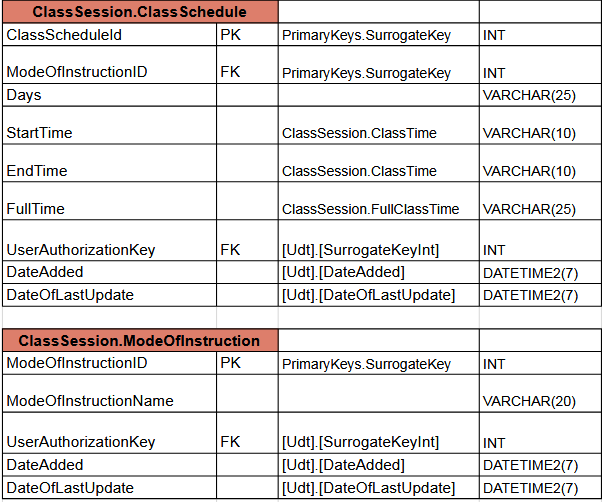 ClassSession.ClassSchedule
ClassScheduleId PK PrimaryKeys.SurrogateKey INT
ModeOfInstructionID FK PrimaryKeys.SurrogateKey INT
Days VARCHAR(25)
StartTime ClassSession.ClassTime VARCHAR(10)
EndTime ClassSession.ClassTime VARCHAR(10)
FullTime ClassSession.FullClassTime VARCHAR(25)
UserAuthorizationKey FK [Udt].[SurrogateKeyInt] INT
DateAdded [Udt].[DateAdded] DATETIME2(7)
DateOfLastUpdate [Udt].[DateOfLastUpdate] DATETIME2(7)
ClassSession.ModeOfInstruction
ModeOfInstructionID PK PrimaryKeys.SurrogateKey INT
ModeOfInstructionName VARCHAR(20)
UserAuthorizationKey FK [Udt].[SurrogateKeyInt] INT
DateAdded [Udt].[DateAdded] DATETIME2(7)
DateOfLastUpdate [Udt].[DateOfLastUpdate] DATETIME2(7)